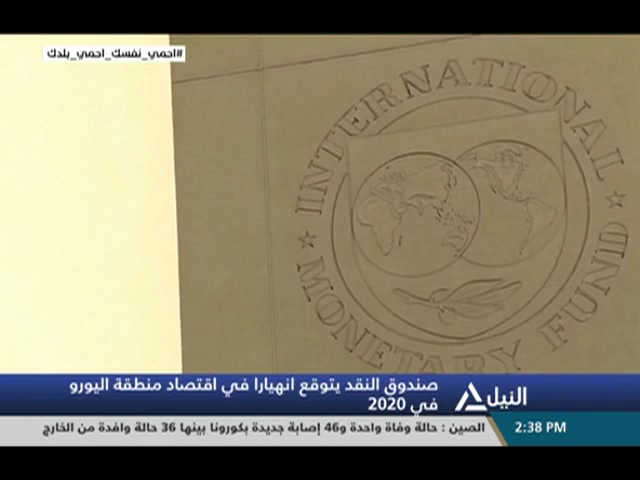 #احمي_نفسك_احمي_بلدك
INTERNATIONAL
MONETARY FUND
صندوق النقد يتوقع انهيارا في اقتصاد منطقة اليورو
في 2020
النيل
الصين : حالة وفاة واحدة و46 إصابة جديدة بكورونا بينها 36 حالة وافدة من الخارج
2:38 PM